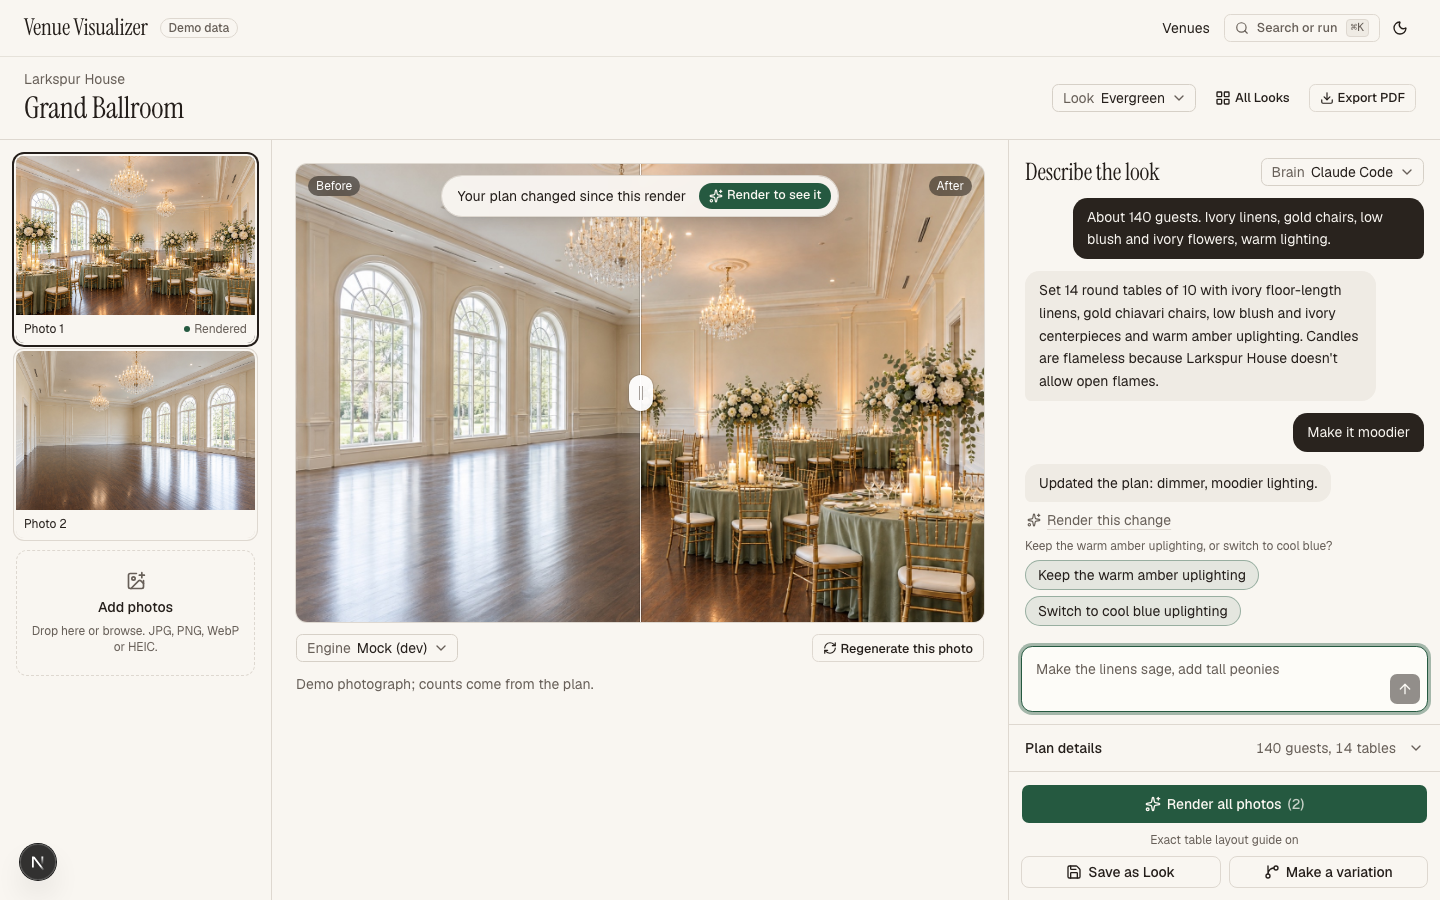 Venue Visualizer
Demo data
Venues
Search or run
⌘K
Larkspur House
Grand Ballroom
Look Evergreen
All Looks
Export PDF
Photo 1
Rendered
Photo 2
Add photos
Drop here or browse. JPG, PNG, WebP
or HEIC.
Before
Your plan changed since this render
Render to see it
After
Engine Mock (dev)
Regenerate this photo
Demo photograph; counts come from the plan.
Describe the look
Brain Claude Code
About 140 guests. Ivory linens, gold chairs, low
blush and ivory flowers, warm lighting.
Set 14 round tables of 10 with ivory floor-length
linens, gold chiavari chairs, low blush and ivory
centerpieces and warm amber uplighting. Candles
are flameless because Larkspur House doesn't
allow open flames.
Make it moodier
Updated the plan: dimmer, moodier lighting.
Render this change
Keep the warm amber uplighting, or switch to cool blue?
Keep the warm amber uplighting
Switch to cool blue uplighting
Make the linens sage, add tall peonies
Plan details
140 guests, 14 tables
Render all photos (2)
Exact table layout guide on
Save as Look
Make a variation
N